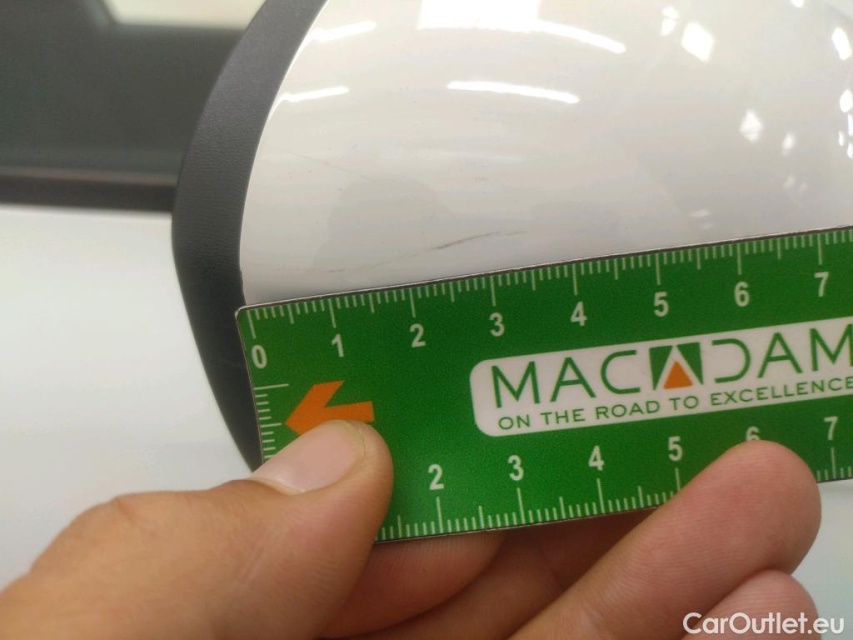 0 1 2 3 4 5 6 7
MACADAM
ON THE ROAD TO EXCELLENCE
2 3 4 5 6 7
CarOutlet.eu